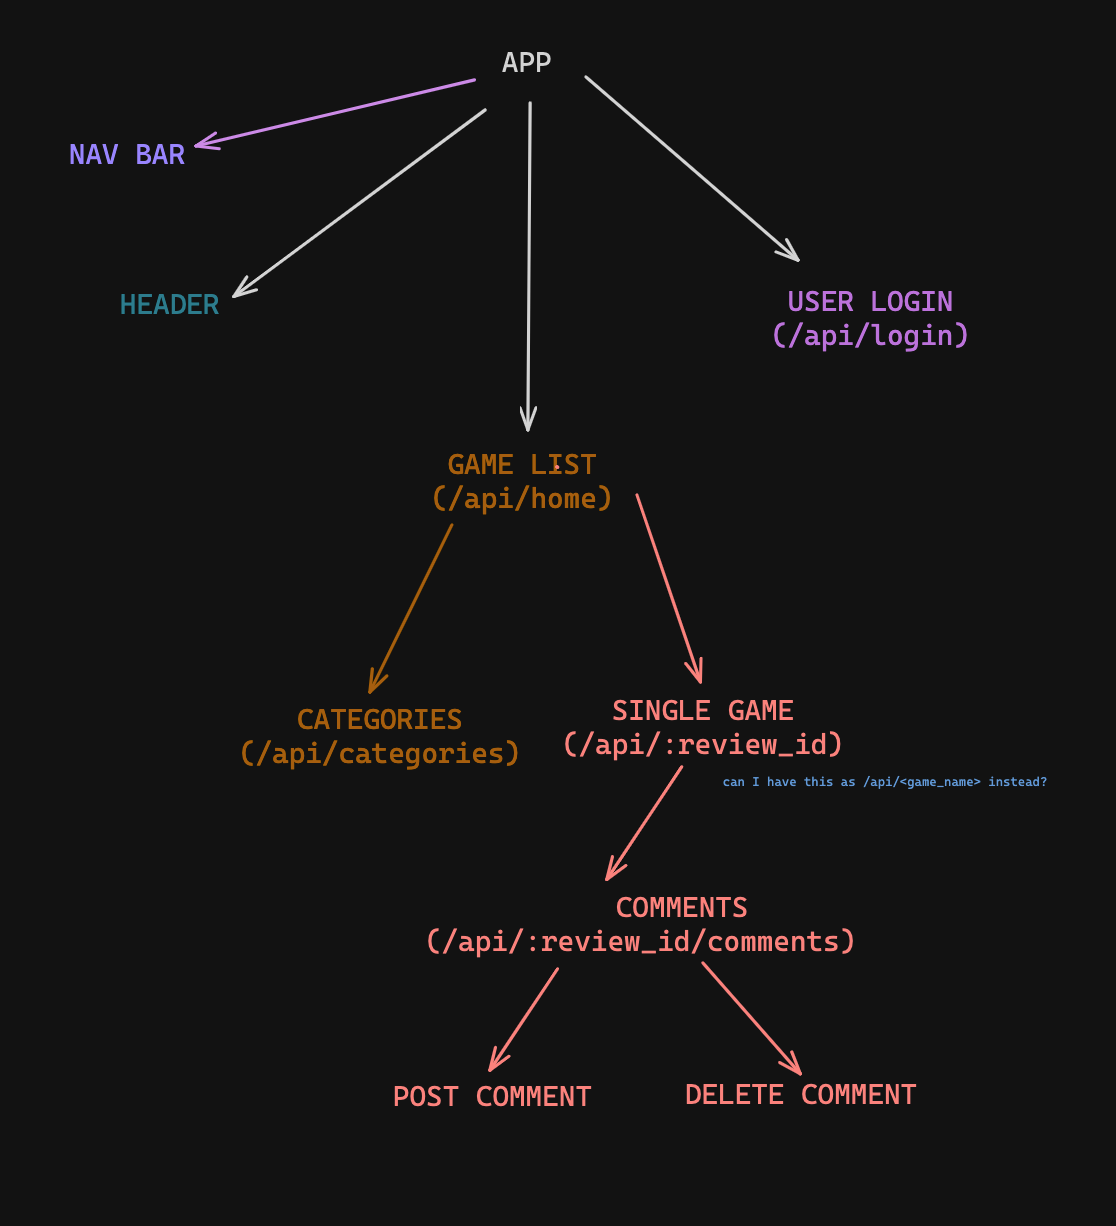 APP
NAV BAR
HEADER
USER LOGIN
(/api/login)
GAME LIST
(/api/home)
CATEGORIES
(/api/categories)
SINGLE GAME
(/api/:review_id)
can I have this as /api/<game_name> instead?
COMMENTS
(/api/:review_id/comments)
POST COMMENT
DELETE COMMENT